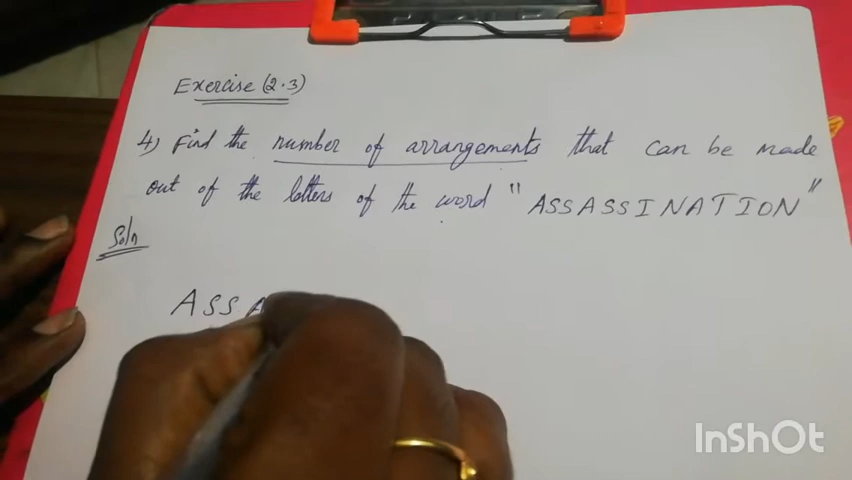 Exercise (2.3)
4) Find the number of arrangements that can be made
out of the letters of the word " ASSASSINATION "
Soln
ASSA
InShOt